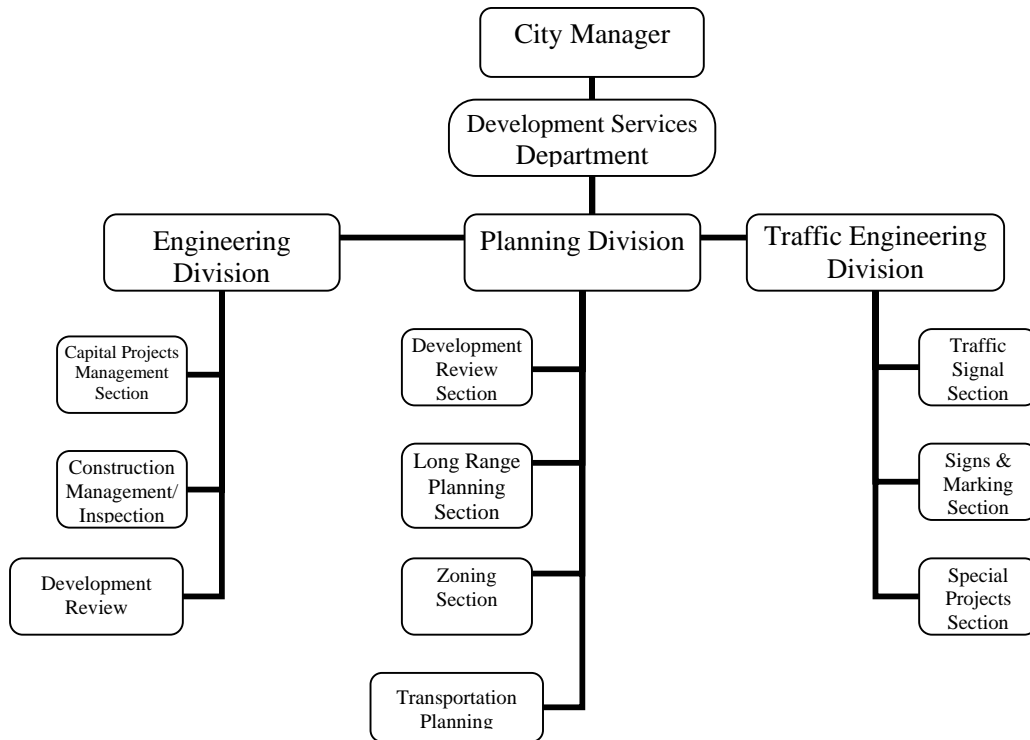 City Manager
Development Services
Department
Engineering
Division
Planning Division
Traffic Engineering
Division
Capital Projects
Management
Section
Construction
Management/
Inspection
Development
Review
Development
Review
Section
Long Range
Planning
Section
Zoning
Section
Transportation
Planning
Traffic
Signal
Section
Signs &
Marking
Section
Special
Projects
Section